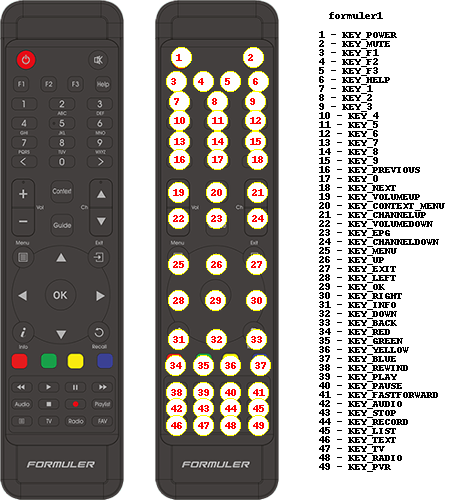 formuler1
1 - KEY_POWER
2 - KEY_MUTE
3 - KEY_F1
4 - KEY_F2
5 - KEY_F3
6 - KEY_HELP
7 - KEY_1
8 - KEY_2
9 - KEY_3
10 - KEY_4
11 - KEY_5
12 - KEY_6
13 - KEY_7
14 - KEY_8
15 - KEY_9
16 - KEY_PREVIOUS
17 - KEY_0
18 - KEY_NEXT
19 - KEY_VOLUMEUP
20 - KEY_CONTEXT_MENU
21 - KEY_CHANNELUP
22 - KEY_VOLUMEDOWN
23 - KEY_EPG
24 - KEY_CHANNELDOWN
25 - KEY_MENU
26 - KEY_UP
27 - KEY_EXIT
28 - KEY_LEFT
29 - KEY_OK
30 - KEY_RIGHT
31 - KEY_INFO
32 - KEY_DOWN
33 - KEY_BACK
34 - KEY_RED
35 - KEY_GREEN
36 - KEY_YELLOW
37 - KEY_BLUE
38 - KEY_REWIND
39 - KEY_PLAY
40 - KEY_PAUSE
41 - KEY_FASTFORWARD
42 - KEY_AUDIO
43 - KEY_STOP
44 - KEY_RECORD
45 - KEY_LIST
46 - KEY_TEXT
47 - KEY_TV
48 - KEY_RADIO
49 - KEY_PVR
F1 F2 F3 Help
1 2 3
ABC DEF
4 5 6
GHI JKL MNO
7 8 9
PQRS TUV WXYZ
< 0 >
+ Context
Vol Ch
- Guide
Menu Exit
OK
Info Recall
Audio Playlist
TV Radio FAV
FORMULER
1 2
3 4 5 6
7 8 9
10 11 12
13 14 15
16 17 18
19 20 21
Vol Ch
22 23 24
Menu Exit
25 26 27
28 29 30
31 32 33
34 35 36 37
38 39 40 41
42 43 44 45
46 47 48 49
FORMULER